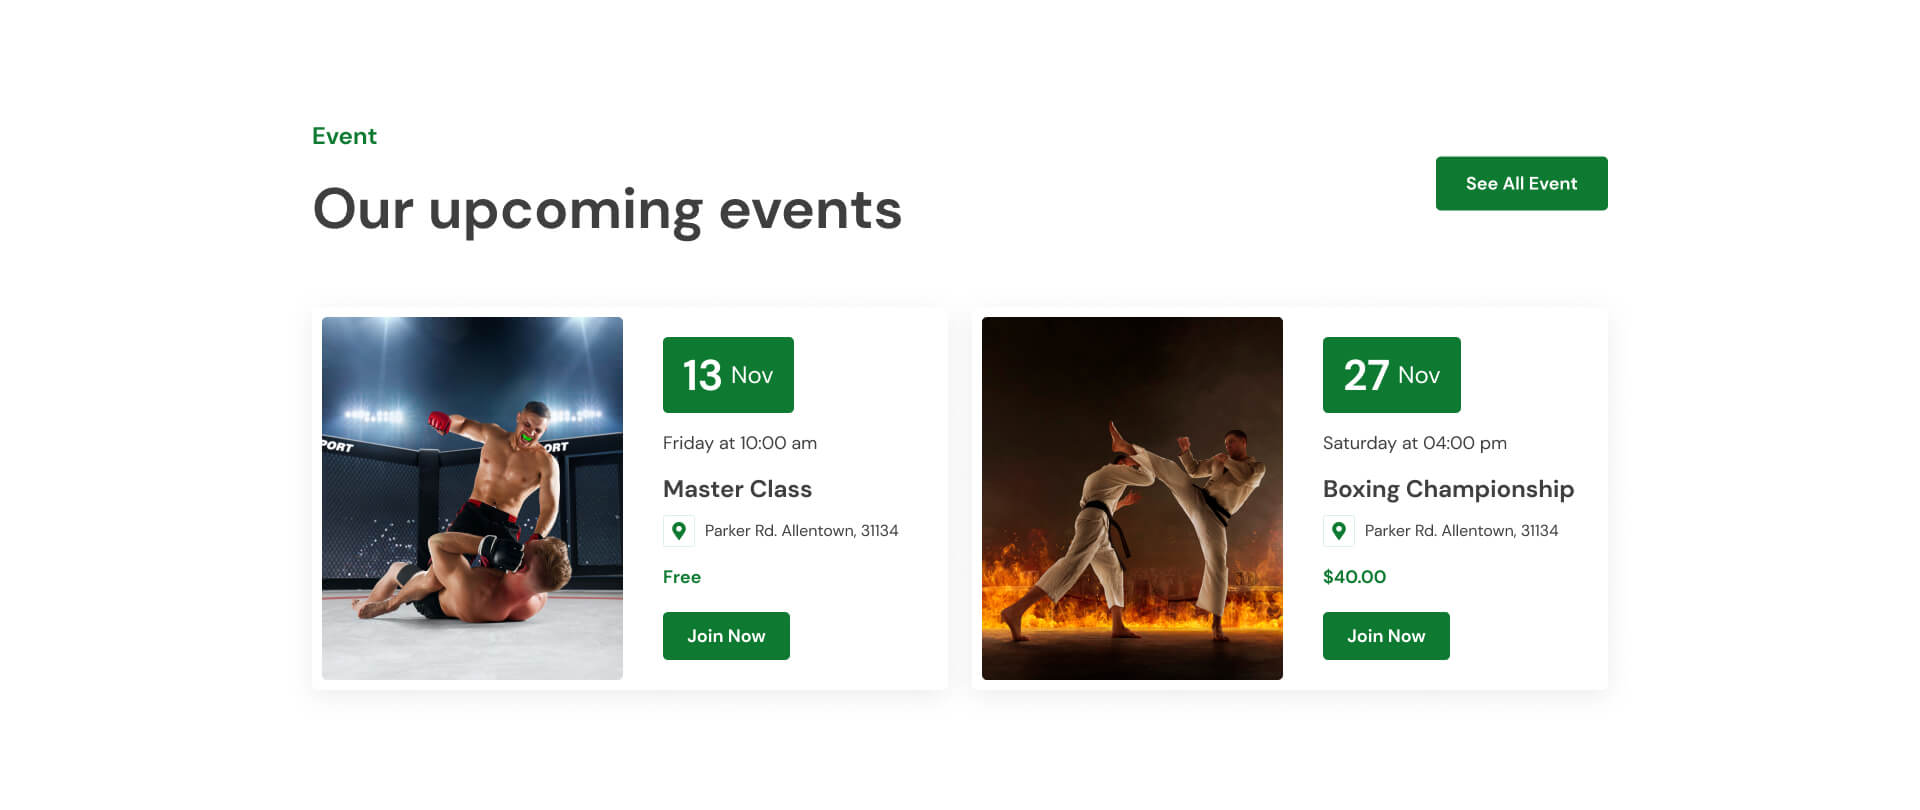 Event
Our upcoming events
See All Event
PORT
ORT
13 Nov
Friday at 10:00 am
Master Class
Parker Rd. Allentown, 31134
Free
Join Now
27 Nov
Saturday at 04:00 pm
Boxing Championship
Parker Rd. Allentown, 31134
$40.00
Join Now